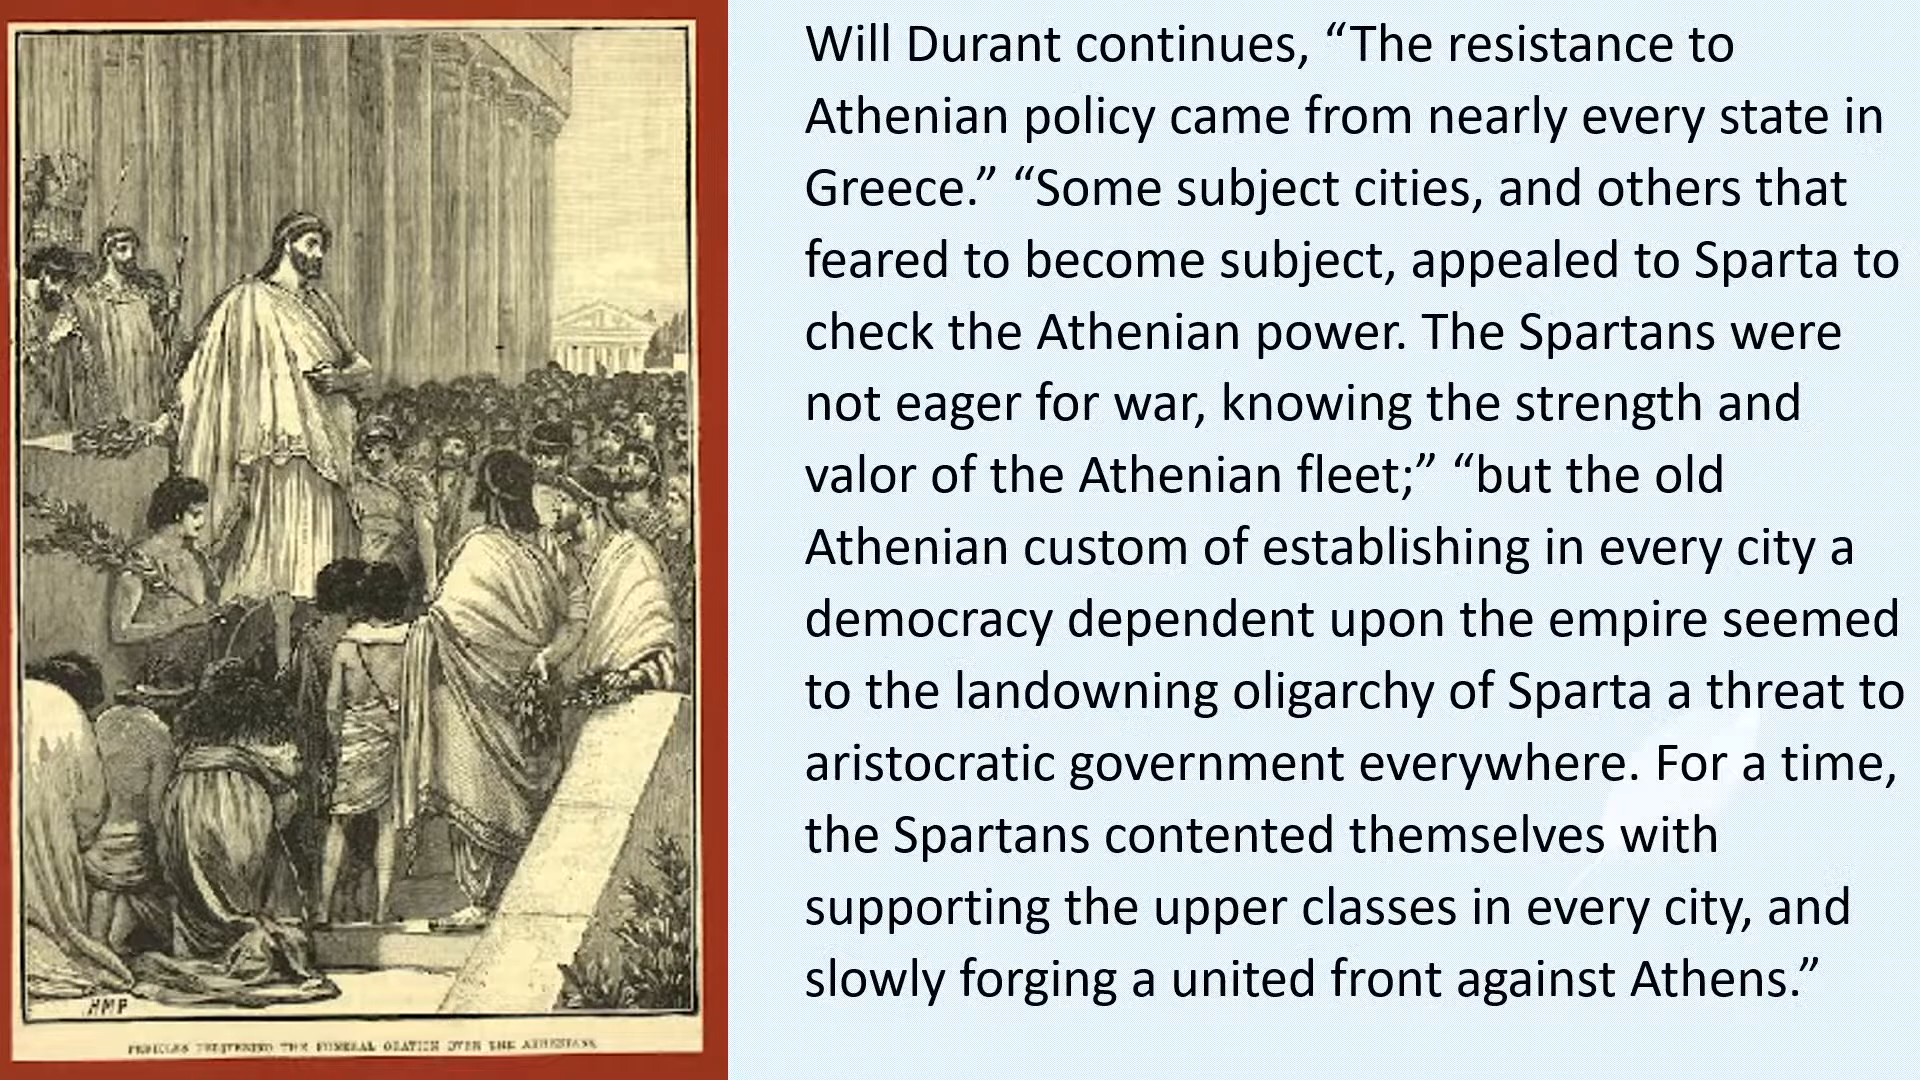 Will Durant continues, “The resistance to
Athenian policy came from nearly every state in
Greece.” “Some subject cities, and others that
feared to become subject, appealed to Sparta to
check the Athenian power. The Spartans were
not eager for war, knowing the strength and
valor of the Athenian fleet;” “but the old
Athenian custom of establishing in every city a
democracy dependent upon the empire seemed
to the landowning oligarchy of Sparta a threat to
aristocratic government everywhere. For a time,
the Spartans contented themselves with
supporting the upper classes in every city, and
slowly forging a united front against Athens.”
HMP
PERICLES DELIVERING THE FUNERAL ORATION OVER THE ATHENIANS